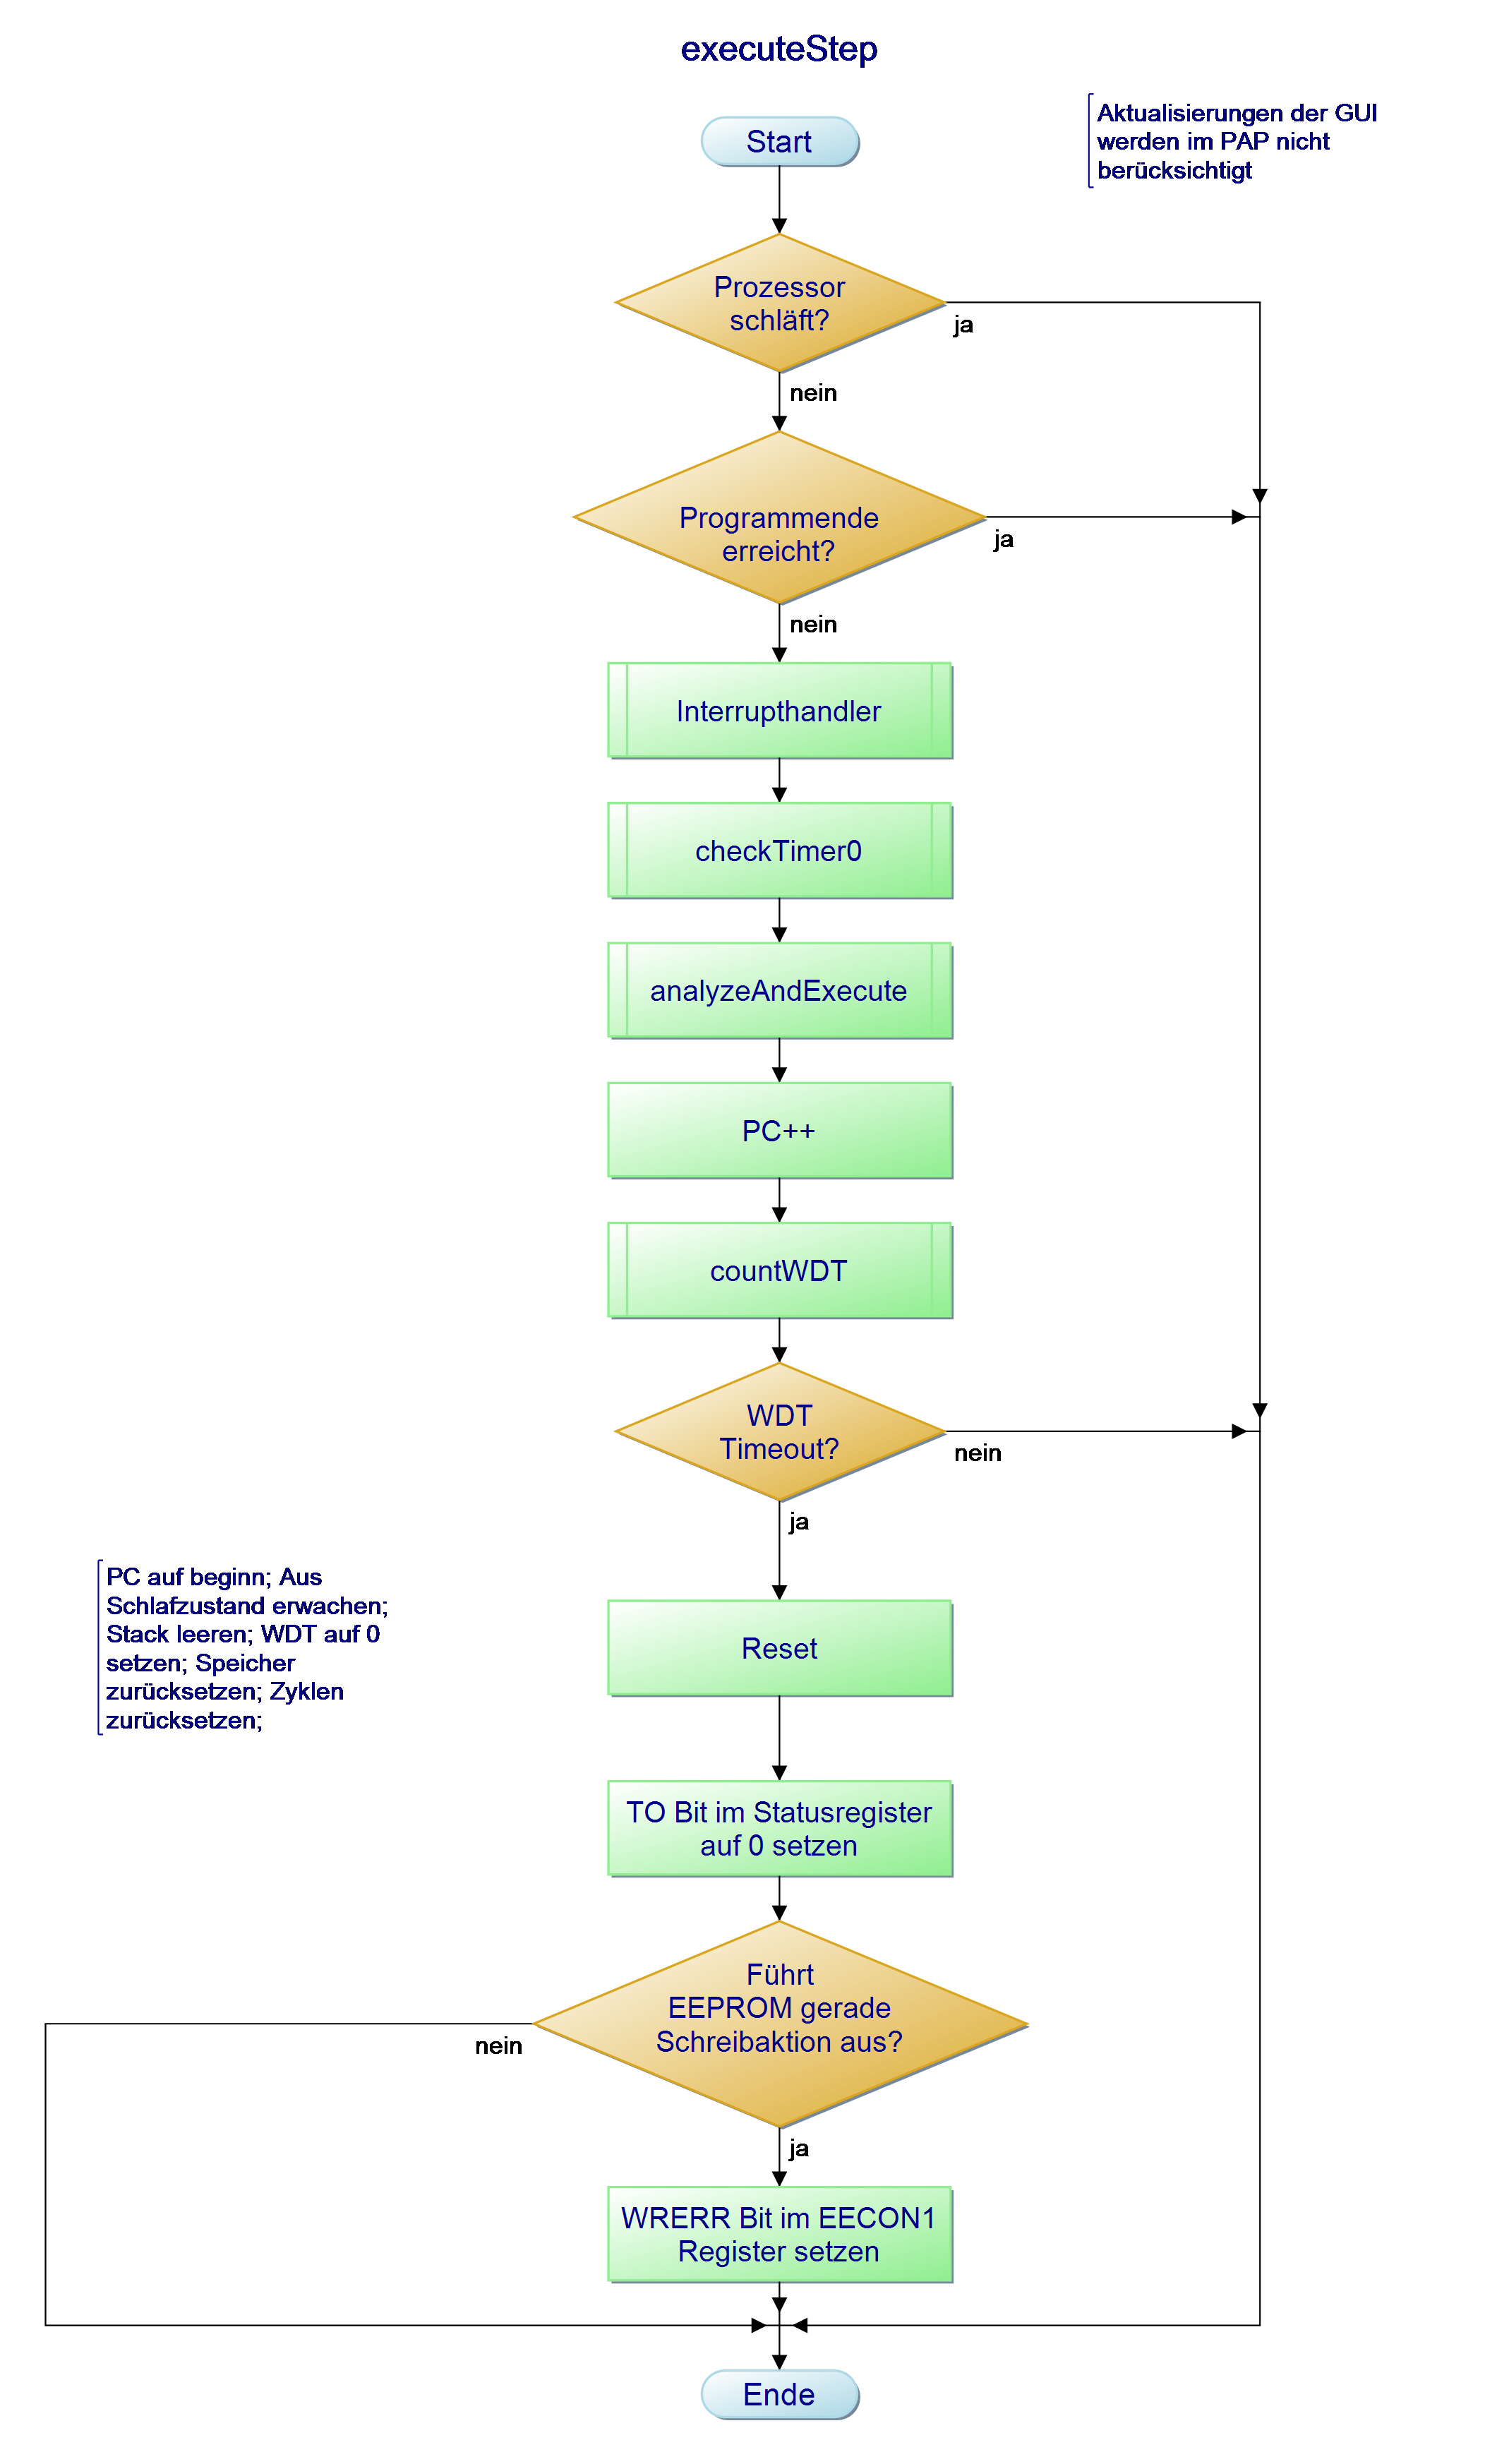 executeStep
Aktualisierungen der GUI
werden im PAP nicht
berücksichtigt
Start
Prozessor
schläft?
ja
nein
Programmende
erreicht?
ja
nein
Interrupthandler
checkTimer0
analyzeAndExecute
PC++
countWDT
WDT
Timeout?
nein
ja
PC auf beginn; Aus
Schlafzustand erwachen;
Stack leeren; WDT auf 0
setzen; Speicher
zurücksetzen; Zyklen
zurücksetzen;
Reset
TO Bit im Statusregister
auf 0 setzen
Führt
EEPROM gerade
Schreibaktion aus?
nein
ja
WRERR Bit im EECON1
Register setzen
Ende